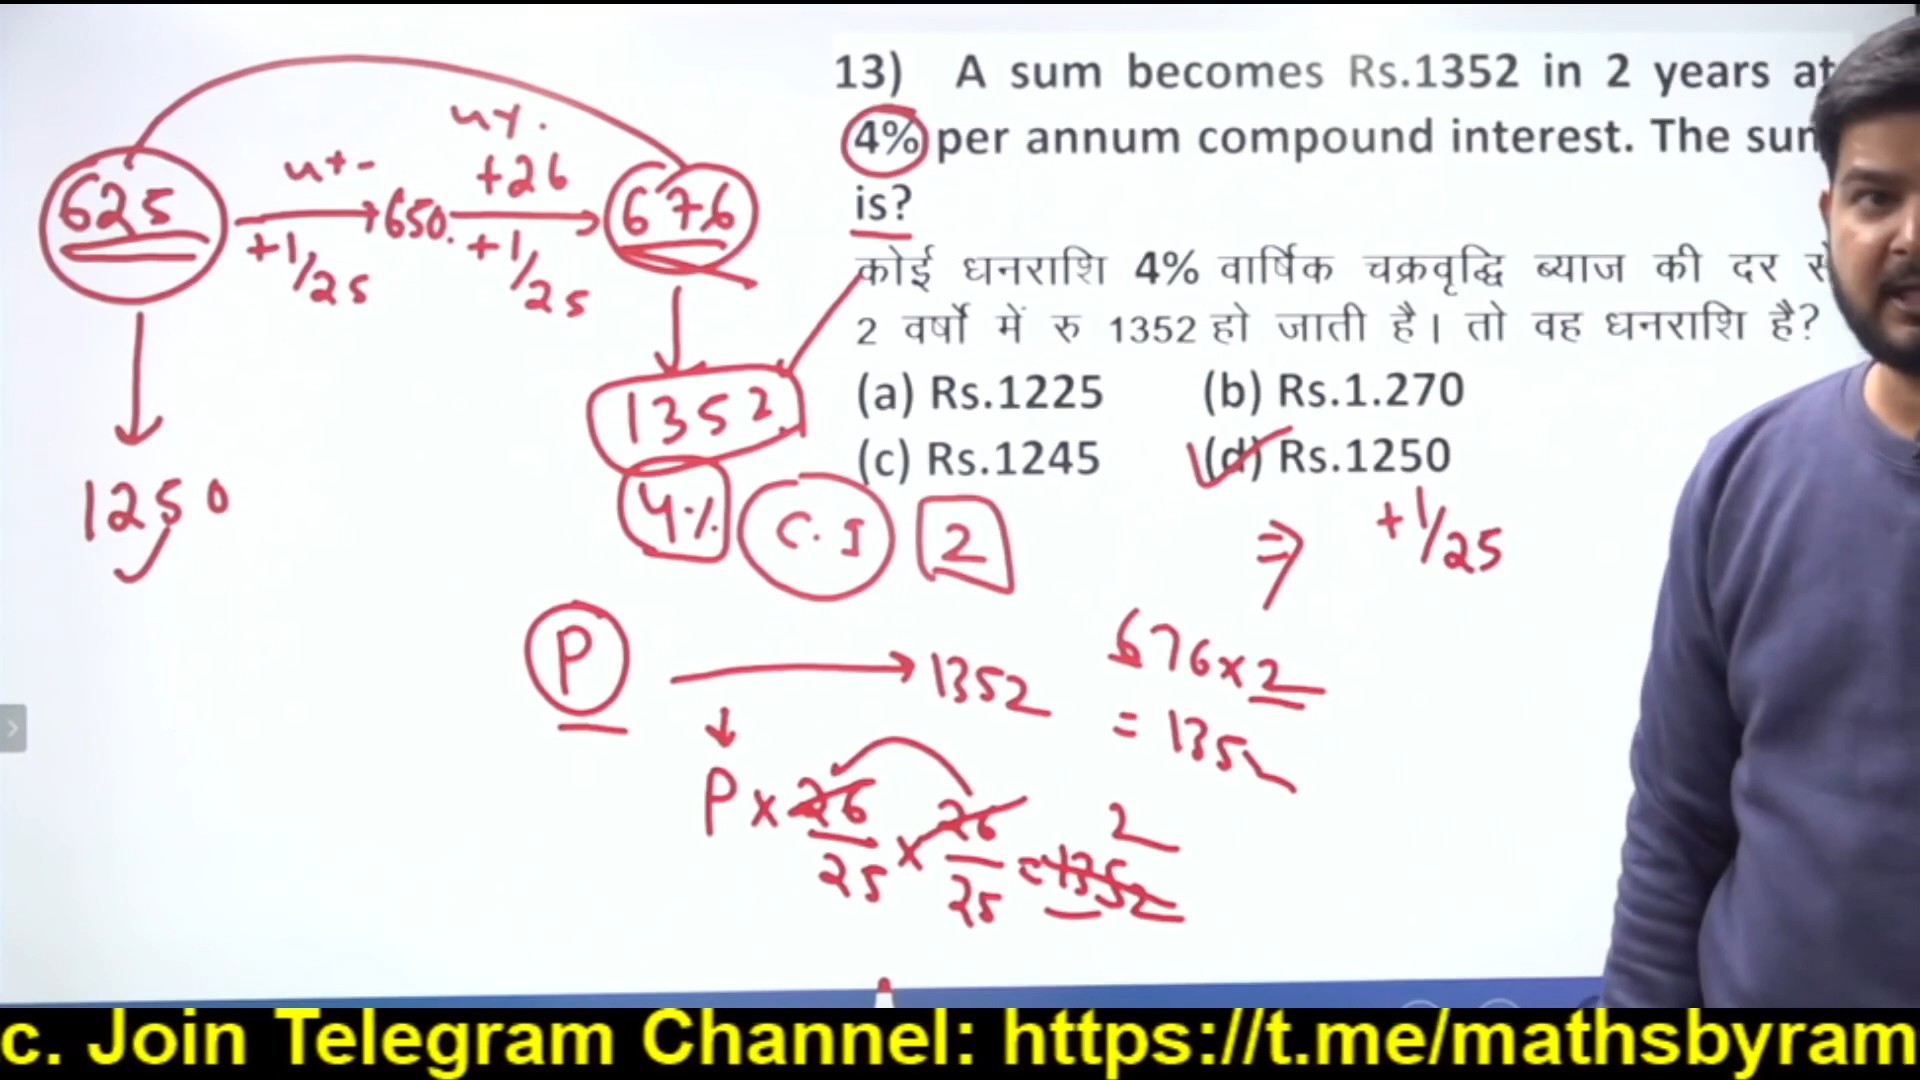 13) A sum becomes Rs.1352 in 2 years at
4% per annum compound interest. The sum
is?
कोई धनराशि 4% वार्षिक चक्रवृद्धि ब्याज की दर से
2 वर्षों में रु 1352 हो जाती है। तो वह धनराशि है?
(a) Rs.1225 (b) Rs.1.270
(c) Rs.1245 (d) Rs.1250
4%.
+26
625 → 650. → 676
+1/25 +1/25
1352
1250
4% C.I 2
⇒ +1/25
P → 1352
676×2
= 1352
P × 26/25 × 26/25 = 1352
2
c. Join Telegram Channel: https://t.me/mathsbyram